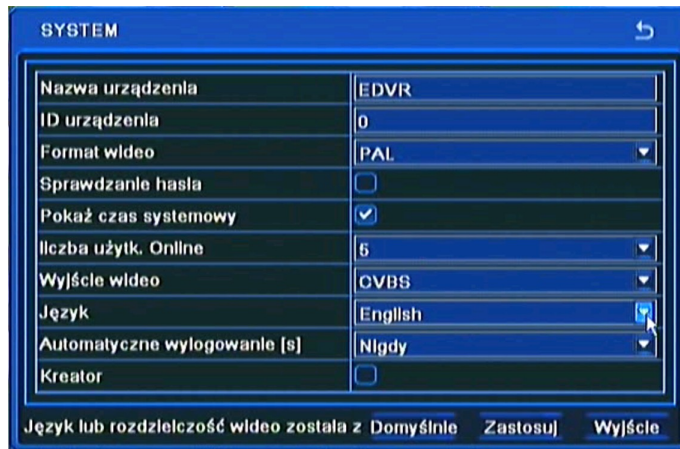 SYSTEM
Nazwa urządzenia EDVR
ID urządzenia 0
Format wideo PAL
Sprawdzanie hasla
Pokaż czas systemowy
liczba użytk. Online 5
Wyjście wideo CVBS
Język English
Automatyczne wylogowanie [s] Nigdy
Kreator
Język lub rozdzielczość wideo zostala z Domyślnie Zastosuj Wyjście